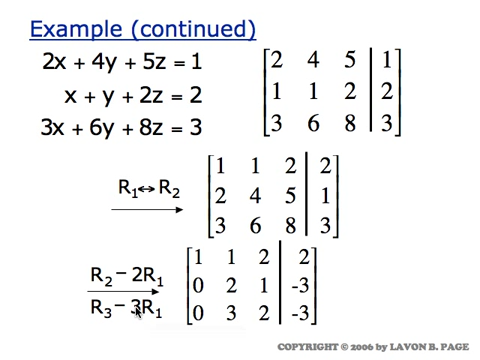 Example (continued)
2x + 4y + 5z = 1
x + y + 2z = 2
3x + 6y + 8z = 3
2 4 5 | 1
1 1 2 | 2
3 6 8 | 3
R1↔R2
1 1 2 | 2
2 4 5 | 1
3 6 8 | 3
R2 − 2R1
R3 − 3R1
1 1 2 | 2
0 2 1 | -3
0 3 2 | -3
COPYRIGHT © 2006 by LAVON B. PAGE